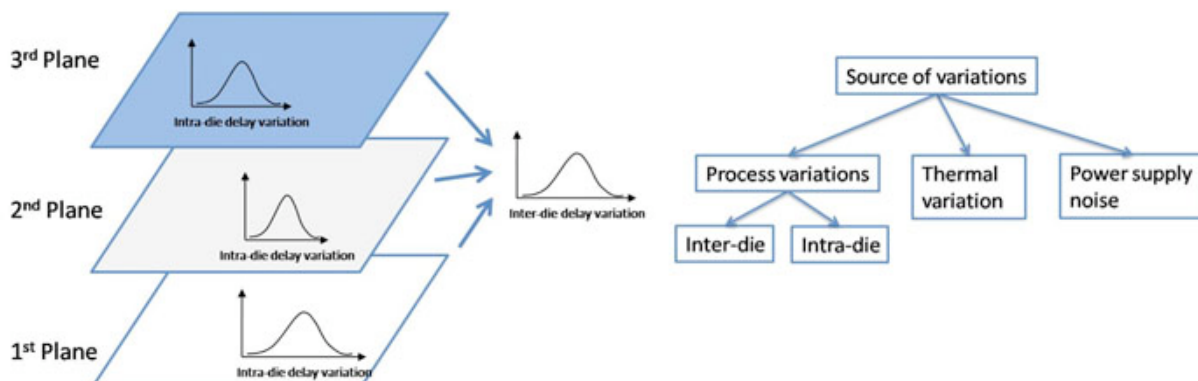 3rd Plane
Intra-die delay variation
2nd Plane
Intra-die delay variation
1st Plane
Intra-die delay variation
Inter-die delay variation
Source of variations
Process variations
Thermal
variation
Power supply
noise
Inter-die
Intra-die